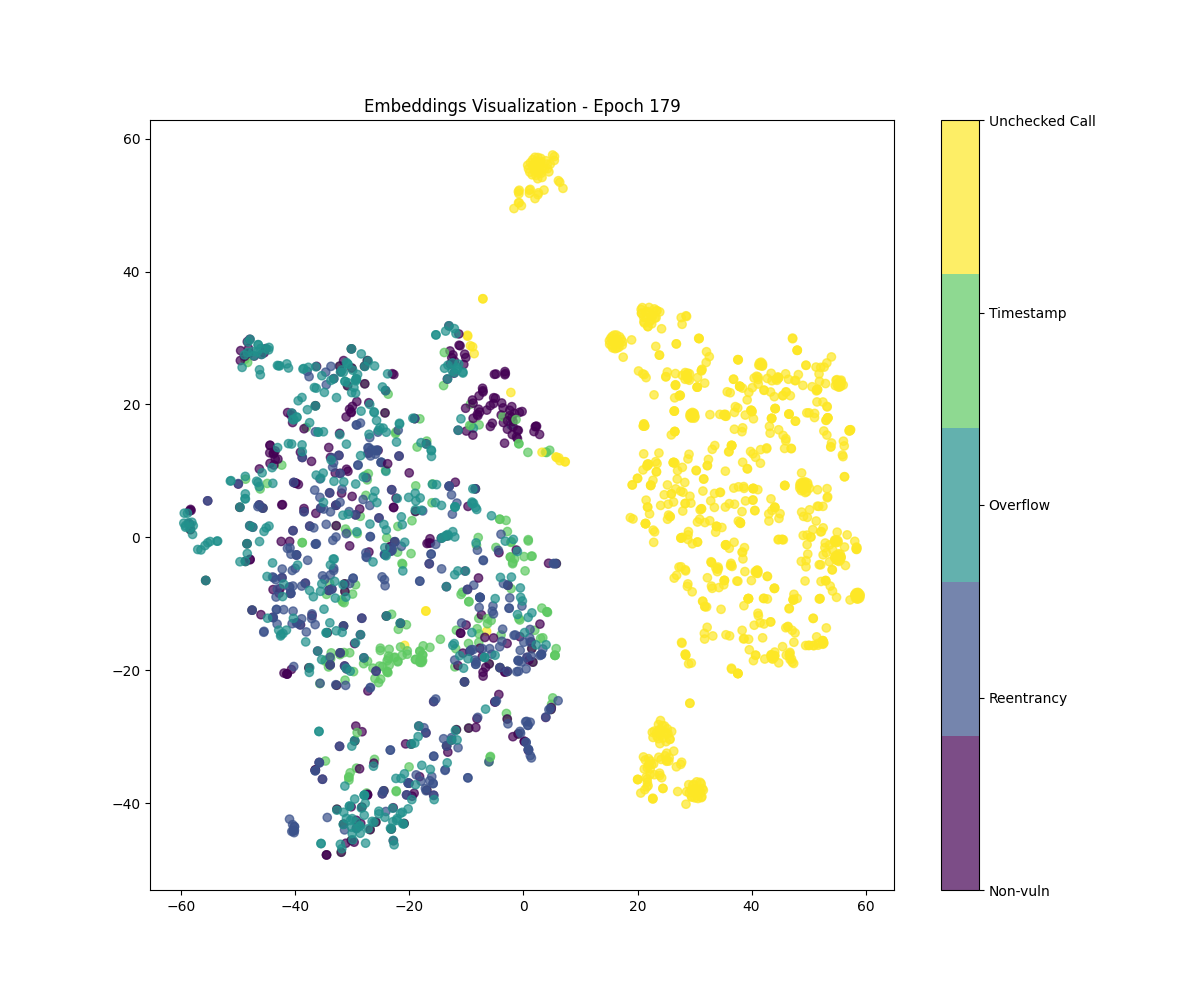 Embeddings Visualization - Epoch 179
60
40
20
0
−20
−40
−60
−40
−20
0
20
40
60
Unchecked Call
Timestamp
Overflow
Reentrancy
Non-vuln